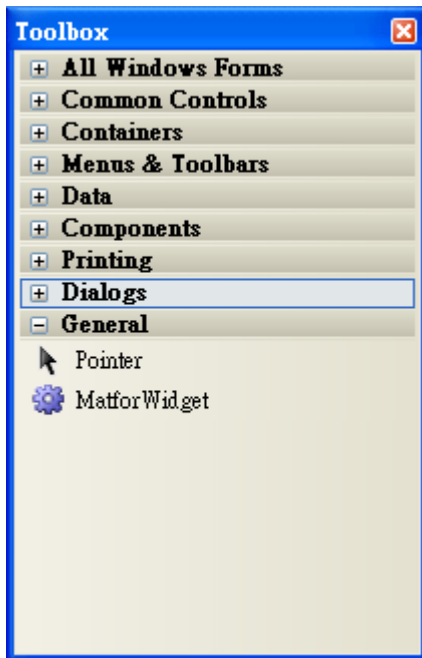 Toolbox
All Windows Forms
Common Controls
Containers
Menus & Toolbars
Data
Components
Printing
Dialogs
General
Pointer
MatforWidget